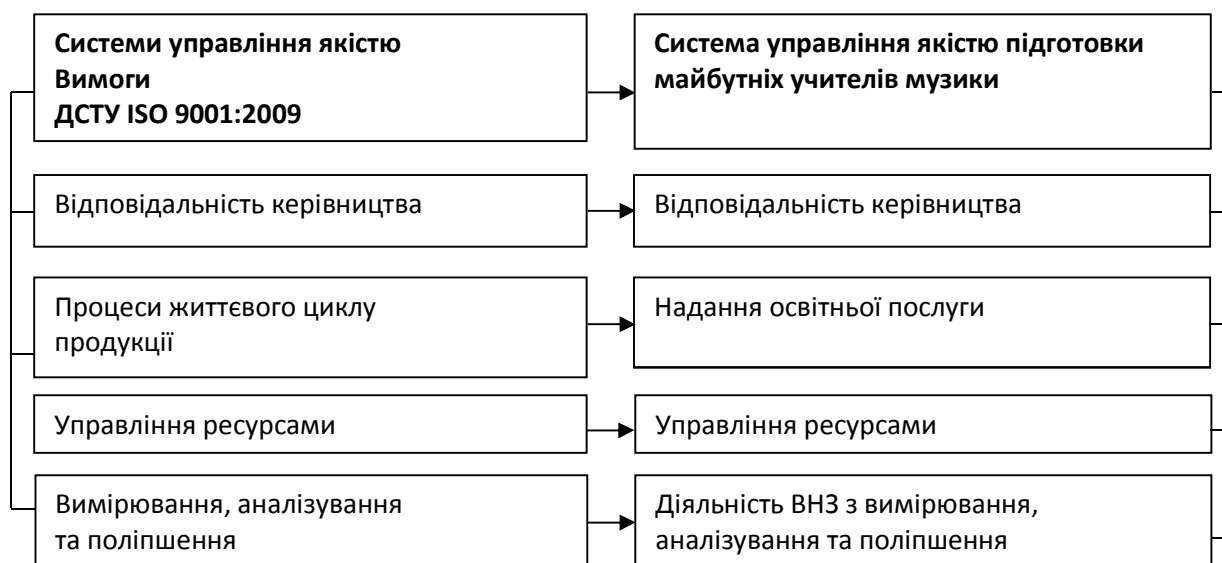 Системи управління якістю
Вимоги
ДСТУ ISO 9001:2009
Система управління якістю підготовки
майбутніх учителів музики
Відповідальність керівництва
Відповідальність керівництва
Процеси життєвого циклу
продукції
Надання освітньої послуги
Управління ресурсами
Управління ресурсами
Вимірювання, аналізування
та поліпшення
Діяльність ВНЗ з вимірювання,
аналізування та поліпшення